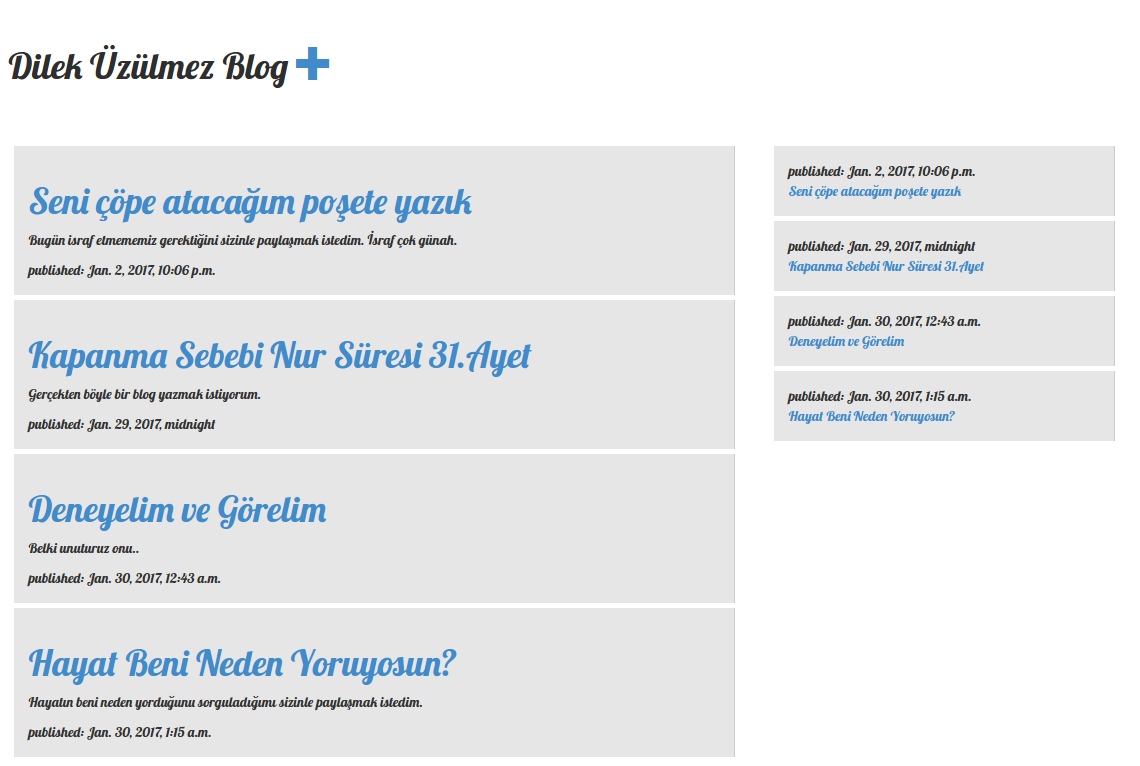 Dilek Üzülmez Blog
Seni çöpe atacağım poşete yazık
Bugün israf etmememiz gerektiğini sizinle paylaşmak istedim. İsraf çok günah.
published: Jan. 2, 2017, 10:06 p.m.
Kapanma Sebebi Nur Süresi 31.Ayet
Gerçekten böyle bir blog yazmak istiyorum.
published: Jan. 29, 2017, midnight
Deneyelim ve Görelim
Belki unuturuz onu..
published: Jan. 30, 2017, 12:43 a.m.
Hayat Beni Neden Yoruyosun?
Hayatın beni neden yorduğunu sorguladığımı sizinle paylaşmak istedim.
published: Jan. 30, 2017, 1:15 a.m.
published: Jan. 2, 2017, 10:06 p.m.
Seni çöpe atacağım poşete yazık
published: Jan. 29, 2017, midnight
Kapanma Sebebi Nur Süresi 31.Ayet
published: Jan. 30, 2017, 12:43 a.m.
Deneyelim ve Görelim
published: Jan. 30, 2017, 1:15 a.m.
Hayat Beni Neden Yoruyosun?